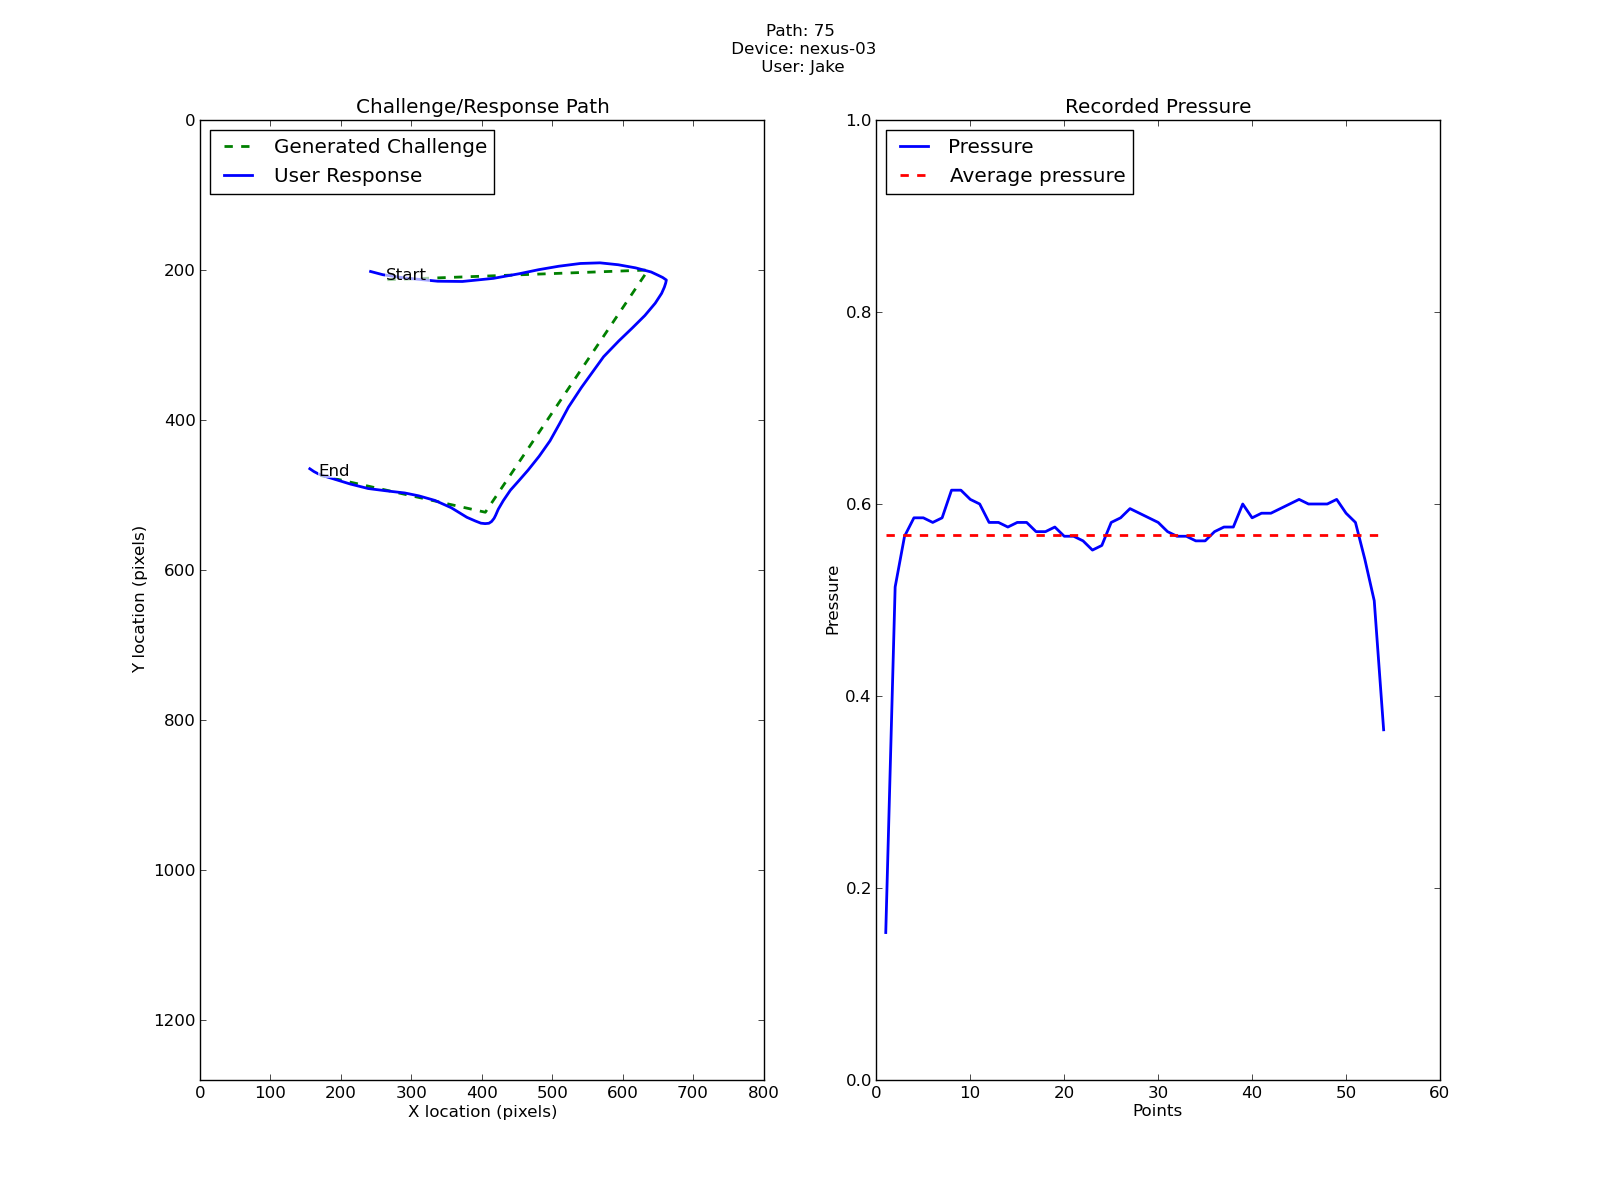 Path: 75
Device: nexus-03
User: Jake
Challenge/Response Path
Generated Challenge
User Response
Start
End
0
200
400
600
800
1000
1200
Y location (pixels)
0 100 200 300 400 500 600 700 800
X location (pixels)
Recorded Pressure
Pressure
Average pressure
1.0
0.8
0.6
0.4
0.2
0.0
Pressure
0 10 20 30 40 50 60
Points